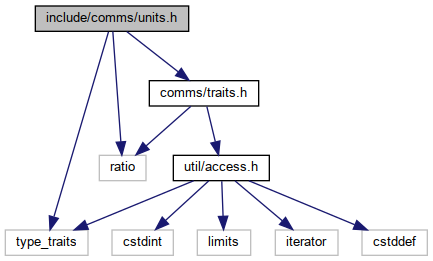 include/comms/units.h
comms/traits.h
ratio
util/access.h
type_traits
cstdint
limits
iterator
cstddef